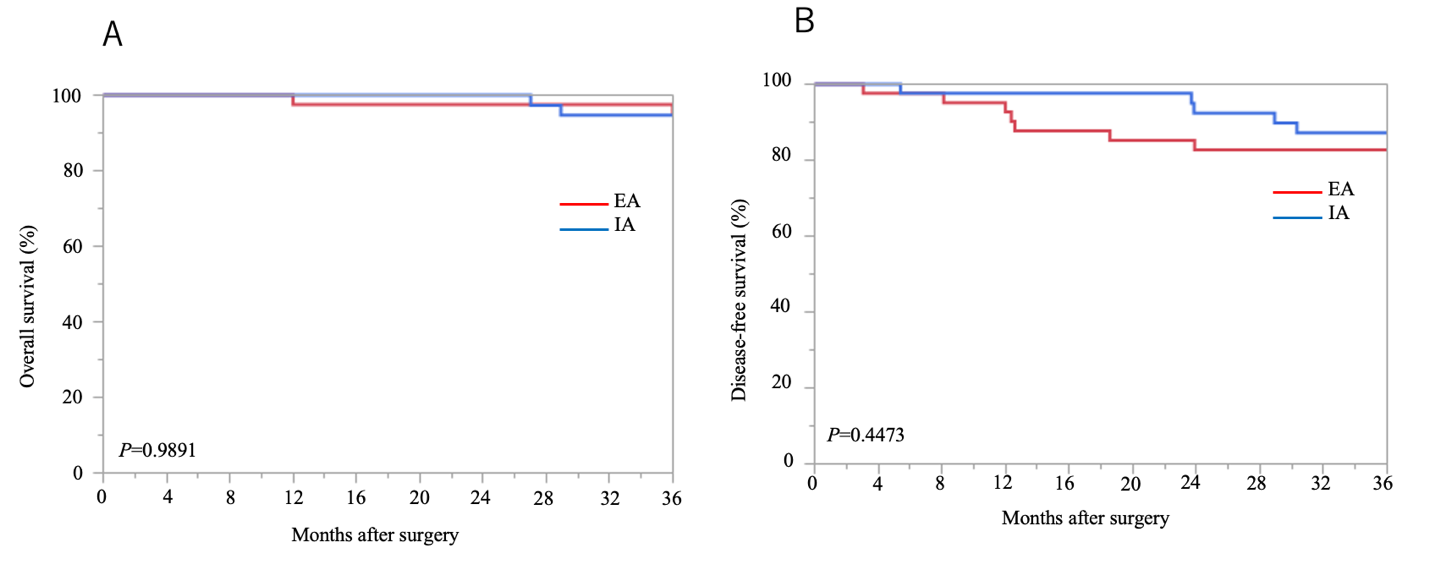 A
100
80
60
40
20
0
Overall survival (%)
EA
IA
P=0.9891
0 4 8 12 16 20 24 28 32 36
Months after surgery
B
100
80
60
40
20
0
Disease-free survival (%)
EA
IA
P=0.4473
0 4 8 12 16 20 24 28 32 36
Months after surgery